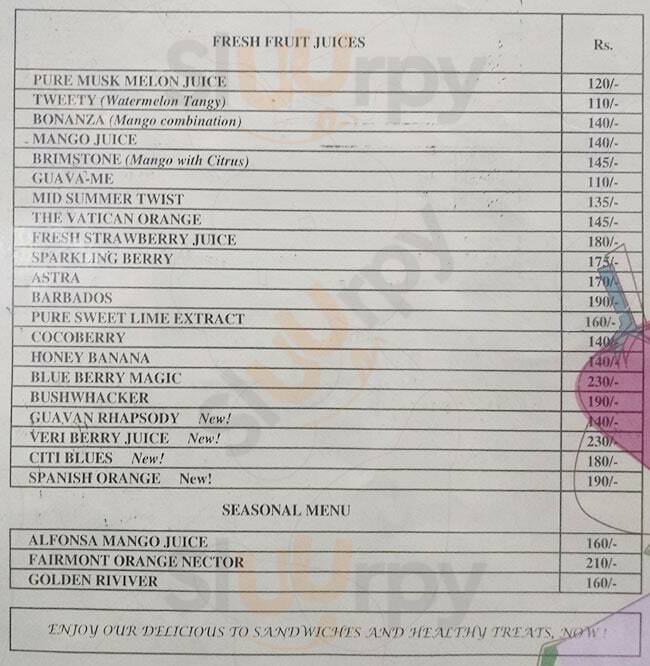 FRESH FRUIT JUICES Rs.
PURE MUSK MELON JUICE 120/-
TWEETY (Watermelon Tangy) 110/-
BONANZA (Mango combination) 140/-
MANGO JUICE 140/-
BRIMSTONE (Mango with Citrus) 145/-
GUAVA-ME 110/-
MID SUMMER TWIST 135/-
THE VATICAN ORANGE 145/-
FRESH STRAWBERRY JUICE 180/-
SPARKLING BERRY 175/-
ASTRA 170/-
BARBADOS 190/-
PURE SWEET LIME EXTRACT 160/-
COCOBERRY 140/-
HONEY BANANA 140/-
BLUE BERRY MAGIC 230/-
BUSHWHACKER 190/-
GUAVAN RHAPSODY New! 140/-
VERI BERRY JUICE New! 230/-
CITI BLUES New! 180/-
SPANISH ORANGE New! 190/-
SEASONAL MENU
ALFONSA MANGO JUICE 160/-
FAIRMONT ORANGE NECTOR 210/-
GOLDEN RIVIVER 160/-
ENJOY OUR DELICIOUS TO SANDWICHES AND HEALTHY TREATS, NOW !
Sluurpy
Sluurpy
Sluurpy